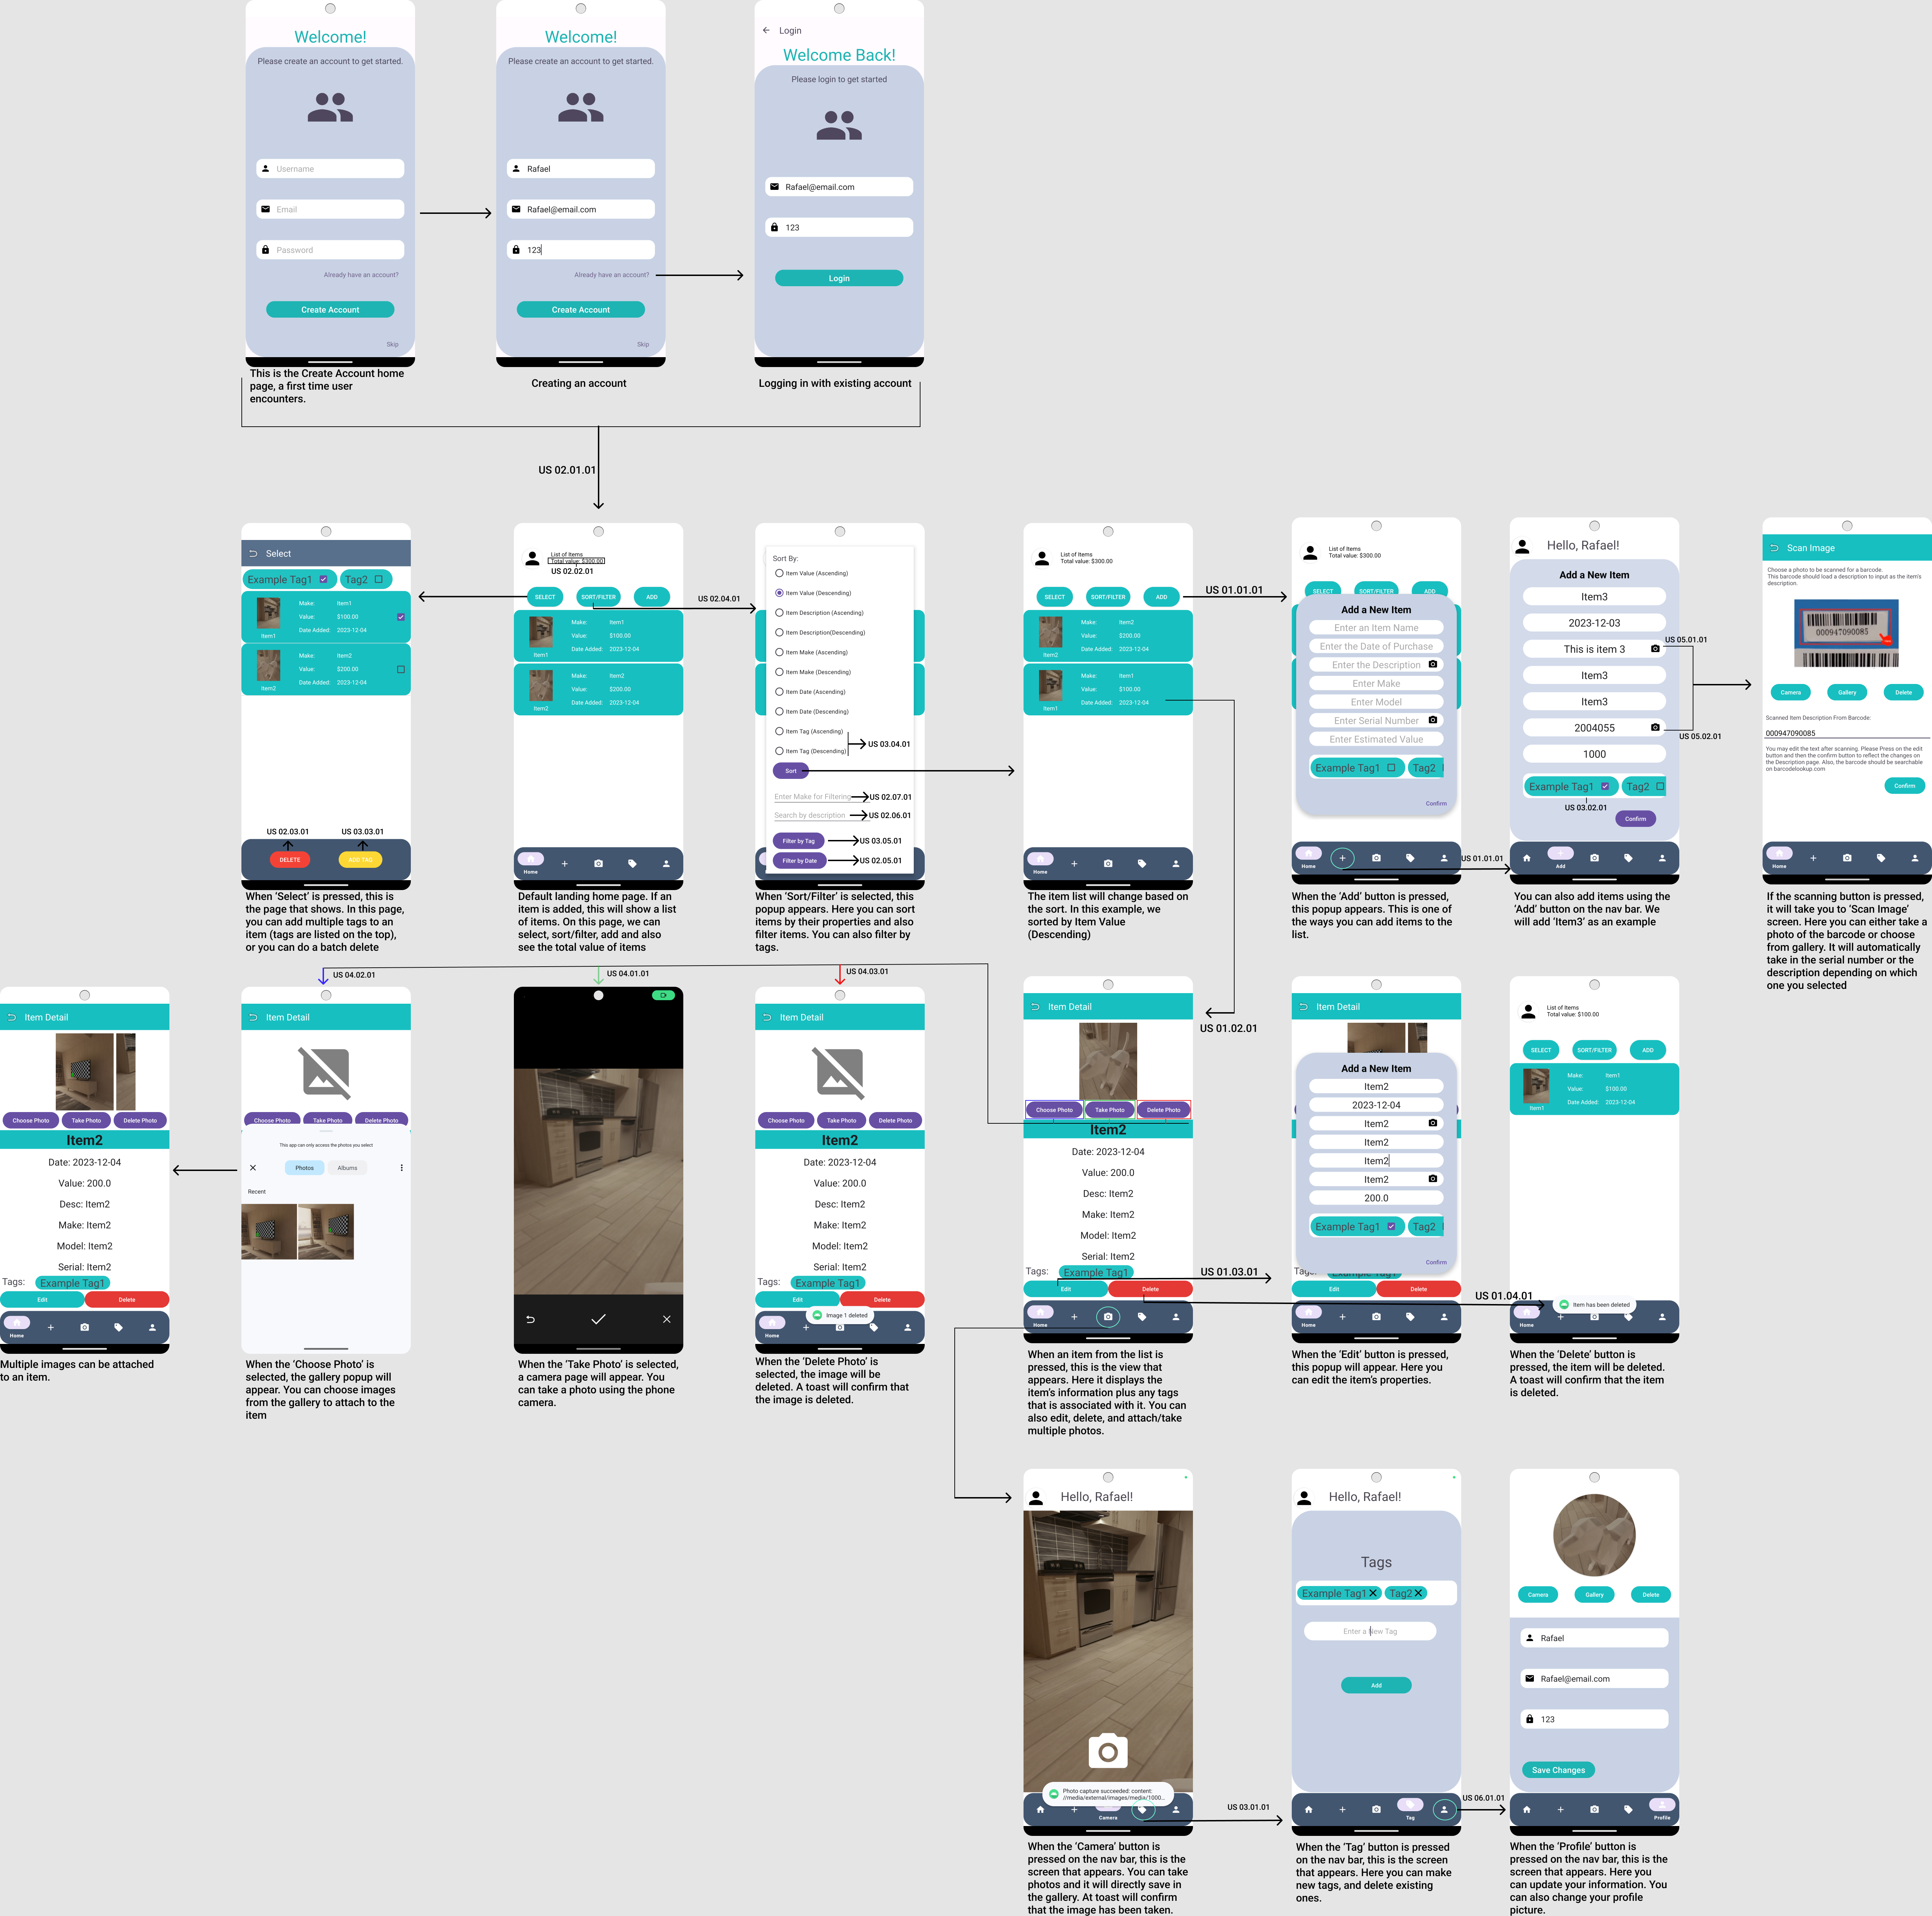 Welcome!
Please create an account to get started.
Username
Email
Password
Already have an account?
Create Account
Skip
This is the Create Account home
page, a first time user
encounters.
Welcome!
Please create an account to get started.
Rafael
Rafael@email.com
123
Already have an account?
Create Account
Skip
Creating an account
Login
Welcome Back!
Please login to get started
Rafael@email.com
123
Login
Logging in with existing account
US 02.01.01
Select
Example Tag1
Tag2
Make: Item1
Value: $100.00
Date Added: 2023-12-04
Item1
Make: Item2
Value: $200.00
Date Added: 2023-12-04
Item2
US 02.03.01
US 03.03.01
DELETE
ADD TAG
When ‘Select’ is pressed, this is
the page that shows. In this page,
you can add multiple tags to an
item (tags are listed on the top),
or you can do a batch delete
List of Items
Total value: $300.00
US 02.02.01
SELECT
SORT/FILTER
ADD
Make: Item1
Value: $100.00
Date Added: 2023-12-04
Item1
Make: Item2
Value: $200.00
Date Added: 2023-12-04
Item2
Home
Default landing home page. If an
item is added, this will show a list
of items. On this page, we can
select, sort/filter, add and also
see the total value of items
US 02.04.01
Sort By:
Item Value (Ascending)
Item Value (Descending)
Item Description (Ascending)
Item Description(Descending)
Item Make (Ascending)
Item Make (Descending)
Item Date (Ascending)
Item Date (Descending)
Item Tag (Ascending)
Item Tag (Descending)
US 03.04.01
Sort
Enter Make for Filtering
US 02.07.01
Search by description
US 02.06.01
Filter by Tag
US 03.05.01
Filter by Date
US 02.05.01
When ‘Sort/Filter’ is selected, this
popup appears. Here you can sort
items by their properties and also
filter items. You can also filter by
tags.
List of Items
Total value: $300.00
SELECT
SORT/FILTER
ADD
Make: Item2
Value: $200.00
Date Added: 2023-12-04
Item2
Make: Item1
Value: $100.00
Date Added: 2023-12-04
Item1
Home
The item list will change based on
the sort. In this example, we
sorted by Item Value
(Descending)
US 01.01.01
List of Items
Total value: $300.00
SELECT
SORT/FILTER
ADD
Add a New Item
Enter an Item Name
Enter the Date of Purchase
Enter the Description
Enter Make
Enter Model
Enter Serial Number
Enter Estimated Value
Example Tag1
Tag2
Confirm
Home
When the ‘Add’ button is pressed,
this popup appears. This is one of
the ways you can add items to the
list.
US 01.01.01
Hello, Rafael!
Add a New Item
Item3
2023-12-03
This is item 3
Item3
Item3
2004055
1000
Example Tag1
Tag2
US 03.02.01
Confirm
Add
US 05.01.01
US 05.02.01
You can also add items using the
‘Add’ button on the nav bar. We
will add ‘Item3’ as an example
Scan Image
Choose a photo to be scanned for a barcode.
This barcode should load a description to input as the item's
description.
000947090085
Camera
Gallery
Delete
Scanned Item Description From Barcode:
000947090085
You may edit the text after scanning. Please Press on the edit
button and then the confirm button to reflect the changes on
the Description page. Also, the barcode should be searchable
on barcodelookup.com
Confirm
Home
If the scanning button is pressed,
it will take you to ‘Scan Image’
screen. Here you can either take a
photo of the barcode or choose
from gallery. It will automatically
take in the serial number or the
description depending on which
one you selected
US 04.02.01
US 04.01.01
US 04.03.01
US 01.02.01
Item Detail
Choose Photo
Take Photo
Delete Photo
Item2
Date: 2023-12-04
Value: 200.0
Desc: Item2
Make: Item2
Model: Item2
Serial: Item2
Tags: Example Tag1
Edit
Delete
Home
Multiple images can be attached
to an item.
Item Detail
Choose Photo
Take Photo
Delete Photo
This app can only access the photos you select
Photos
Albums
Recent
When the ‘Choose Photo’ is
selected, the gallery popup will
appear. You can choose images
from the gallery to attach to the
item
When the ‘Take Photo’ is selected,
a camera page will appear. You
can take a photo using the phone
camera.
Item Detail
Choose Photo
Take Photo
Delete Photo
Item2
Date: 2023-12-04
Value: 200.0
Desc: Item2
Make: Item2
Model: Item2
Serial: Item2
Tags: Example Tag1
Edit
Delete
Image 1 deleted
Home
When the ‘Delete Photo’ is
selected, the image will be
deleted. A toast will confirm that
the image is deleted.
Item Detail
Choose Photo
Take Photo
Delete Photo
Item2
Date: 2023-12-04
Value: 200.0
Desc: Item2
Make: Item2
Model: Item2
Serial: Item2
Tags: Example Tag1
Edit
Delete
Home
US 01.03.01
US 01.04.01
When an item from the list is
pressed, this is the view that
appears. Here it displays the
item’s information plus any tags
that is associated with it. You can
also edit, delete, and attach/take
multiple photos.
Item Detail
Add a New Item
Item2
2023-12-04
Item2
Item2
Item2
Item2
200.0
Example Tag1
Tag2
Confirm
Edit
Delete
Home
When the ‘Edit’ button is pressed,
this popup will appear. Here you
can edit the item’s properties.
List of Items
Total value: $100.00
SELECT
SORT/FILTER
ADD
Make: Item1
Value: $100.00
Date Added: 2023-12-04
Item1
Item has been deleted
Home
When the ‘Delete’ button is
pressed, the item will be deleted.
A toast will confirm that the item
is deleted.
Hello, Rafael!
Photo capture succeeded: content:
//media/external/images/media/1000...
Camera
When the ‘Camera’ button is
pressed on the nav bar, this is the
screen that appears. You can take
photos and it will directly save in
the gallery. At toast will confirm
that the image has been taken.
US 03.01.01
Hello, Rafael!
Tags
Example Tag1
Tag2
Enter a New Tag
Add
Tag
When the ‘Tag’ button is pressed
on the nav bar, this is the screen
that appears. Here you can make
new tags, and delete existing
ones.
US 06.01.01
Camera
Gallery
Delete
Rafael
Rafael@email.com
123
Save Changes
Profile
When the ‘Profile’ button is
pressed on the nav bar, this is the
screen that appears. Here you
can update your information. You
can also change your profile
picture.